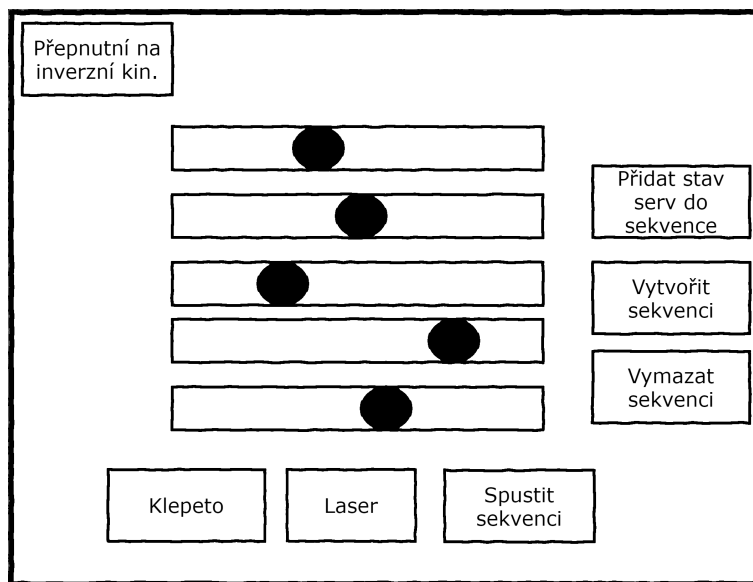 Přepnutní na
inverzní kin.
Přidat stav
serv do
sekvence
Vytvořit
sekvenci
Vymazat
sekvenci
Klepeto
Laser
Spustit
sekvenci